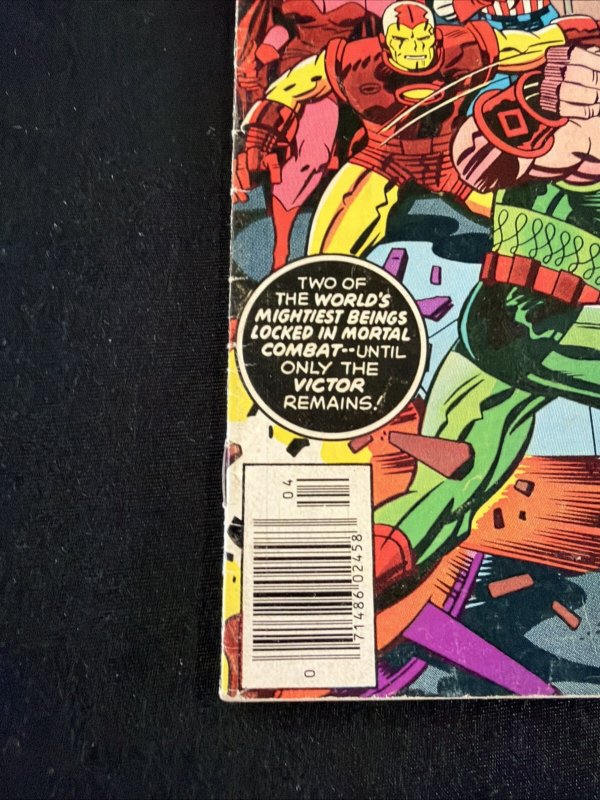 TWO OF
THE WORLD'S
MIGHTIEST BEINGS
LOCKED IN MORTAL
COMBAT--UNTIL
ONLY THE
VICTOR
REMAINS!
04
0
71486 02458